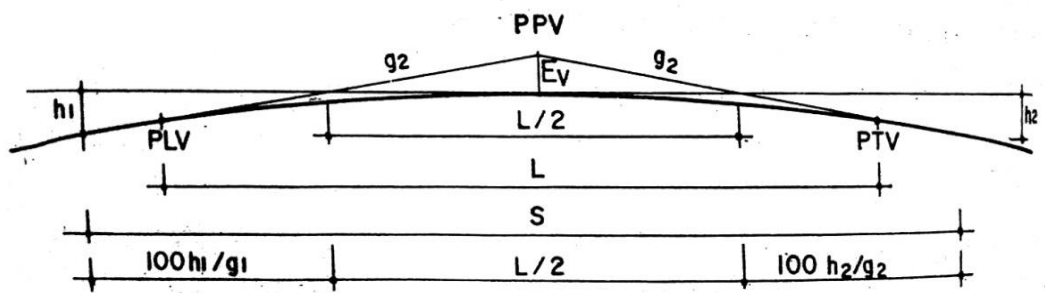 PPV
g2 Ev g2
h1 h2
PLV L/2 PTV
L
S
100h1/g1 L/2 100 h2/g2